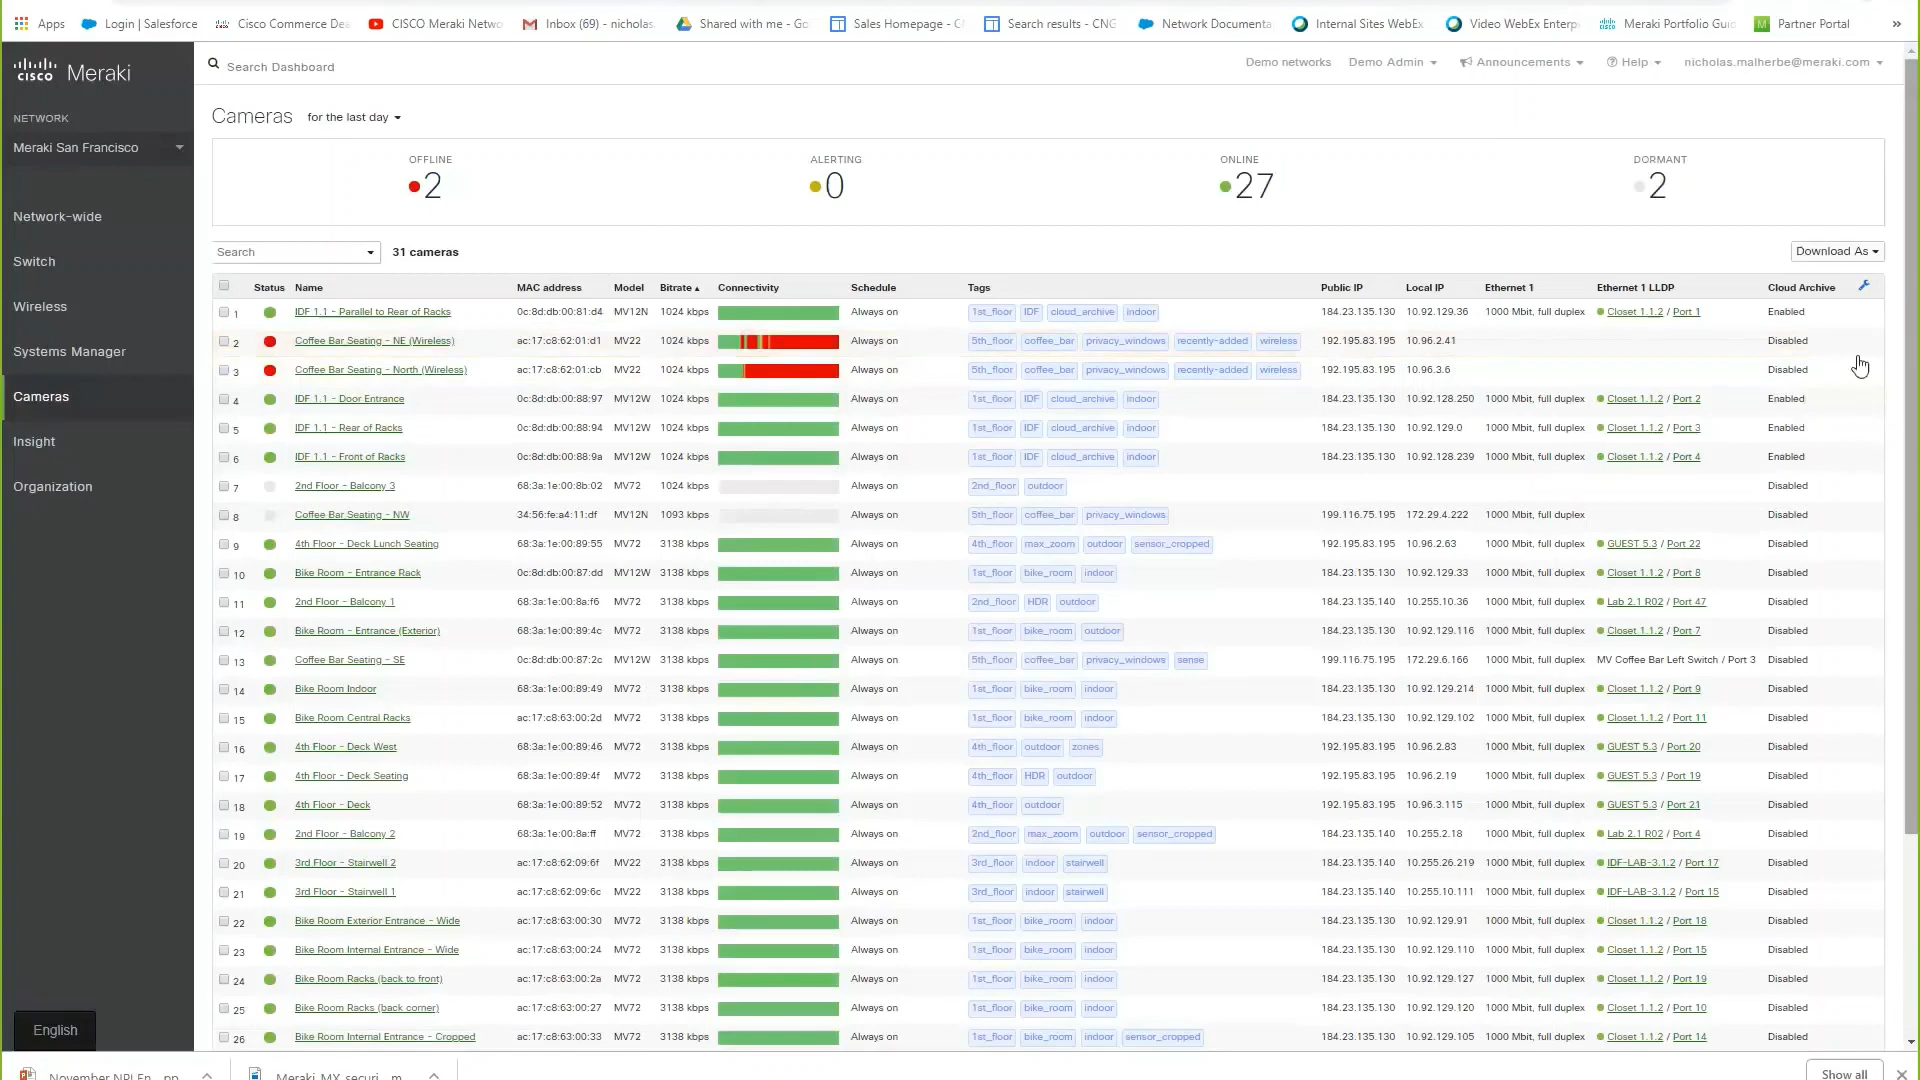 Apps Login | Salesforce Cisco Commerce De CISCO Meraki Netwo Inbox (69) - nicholas. Shared with me - Go Sales Homepage - C Search results - CNG Network Documenta Internal Sites WebEx Video WebEx Enterp Meraki Portfolio Gui Partner Portal »
CISCO Meraki
Search Dashboard
Demo networks Demo Admin Announcements Help nicholas.malherbe@meraki.com
NETWORK
Meraki San Francisco
Network-wide
Switch
Wireless
Systems Manager
Cameras
Insight
Organization
English
Cameras for the last day
OFFLINE ALERTING ONLINE DORMANT
2 0 27 2
Search 31 cameras Download As
Status Name MAC address Model Bitrate Connectivity Schedule Tags Public IP Local IP Ethernet 1 Ethernet 1 LLDP Cloud Archive
1 IDF 1.1 - Parallel to Rear of Racks 0c:8d:db:00:81:d4 MV12N 1024 kbps Always on 1st_floor IDF cloud_archive indoor 184.23.135.130 10.92.129.36 1000 Mbit, full duplex Closet 1.1.2 / Port 1 Enabled
2 Coffee Bar Seating - NE (Wireless) ac:17:c8:62:01:d1 MV22 1024 kbps Always on 5th_floor coffee_bar privacy_windows recently-added wireless 192.195.83.195 10.96.2.41 Disabled
3 Coffee Bar Seating - North (Wireless) ac:17:c8:62:01:cb MV22 1024 kbps Always on 5th_floor coffee_bar privacy_windows recently-added wireless 192.195.83.195 10.96.3.6 Disabled
4 IDF 1.1 - Door Entrance 0c:8d:db:00:88:97 MV12W 1024 kbps Always on 1st_floor IDF cloud_archive indoor 184.23.135.130 10.92.128.250 1000 Mbit, full duplex Closet 1.1.2 / Port 2 Enabled
5 IDF 1.1 - Rear of Racks 0c:8d:db:00:88:94 MV12W 1024 kbps Always on 1st_floor IDF cloud_archive indoor 184.23.135.130 10.92.129.0 1000 Mbit, full duplex Closet 1.1.2 / Port 3 Enabled
6 IDF 1.1 - Front of Racks 0c:8d:db:00:88:9a MV12W 1024 kbps Always on 1st_floor IDF cloud_archive indoor 184.23.135.130 10.92.128.239 1000 Mbit, full duplex Closet 1.1.2 / Port 4 Enabled
7 2nd Floor - Balcony 3 68:3a:1e:00:8b:02 MV72 1024 kbps Always on 2nd_floor outdoor Disabled
8 Coffee Bar Seating - NW 34:56:fe:a4:11:df MV12N 1093 kbps Always on 5th_floor coffee_bar privacy_windows 199.116.75.195 172.29.4.222 1000 Mbit, full duplex Disabled
9 4th Floor - Deck Lunch Seating 68:3a:1e:00:89:55 MV72 3138 kbps Always on 4th_floor max_zoom outdoor sensor_cropped 192.195.83.195 10.96.2.63 1000 Mbit, full duplex GUEST 5.3 / Port 22 Disabled
10 Bike Room - Entrance Rack 0c:8d:db:00:87:dd MV12W 3138 kbps Always on 1st_floor bike_room indoor 184.23.135.130 10.92.129.33 1000 Mbit, full duplex Closet 1.1.2 / Port 8 Disabled
11 2nd Floor - Balcony 1 68:3a:1e:00:8a:f6 MV72 3138 kbps Always on 2nd_floor HDR outdoor 184.23.135.140 10.255.10.36 1000 Mbit, full duplex Lab 2.1 R02 / Port 47 Disabled
12 Bike Room - Entrance (Exterior) 68:3a:1e:00:89:4c MV72 3138 kbps Always on 1st_floor bike_room outdoor 184.23.135.130 10.92.129.116 1000 Mbit, full duplex Closet 1.1.2 / Port 7 Disabled
13 Coffee Bar Seating - SE 0c:8d:db:00:87:2c MV12W 3138 kbps Always on 5th_floor coffee_bar privacy_windows sense 199.116.75.195 172.29.6.166 1000 Mbit, full duplex MV Coffee Bar Left Switch / Port 3 Disabled
14 Bike Room Indoor 68:3a:1e:00:89:49 MV72 3138 kbps Always on 1st_floor bike_room indoor 184.23.135.130 10.92.129.214 1000 Mbit, full duplex Closet 1.1.2 / Port 9 Disabled
15 Bike Room Central Racks ac:17:c8:63:00:2d MV72 3138 kbps Always on 1st_floor bike_room indoor 184.23.135.130 10.92.129.102 1000 Mbit, full duplex Closet 1.1.2 / Port 11 Disabled
16 4th Floor - Deck West 68:3a:1e:00:89:46 MV72 3138 kbps Always on 4th_floor outdoor zones 192.195.83.195 10.96.2.83 1000 Mbit, full duplex GUEST 5.3 / Port 20 Disabled
17 4th Floor - Deck Seating 68:3a:1e:00:89:4f MV72 3138 kbps Always on 4th_floor HDR outdoor 192.195.83.195 10.96.2.19 1000 Mbit, full duplex GUEST 5.3 / Port 19 Disabled
18 4th Floor - Deck 68:3a:1e:00:89:52 MV72 3138 kbps Always on 4th_floor outdoor 192.195.83.195 10.96.3.115 1000 Mbit, full duplex GUEST 5.3 / Port 21 Disabled
19 2nd Floor - Balcony 2 68:3a:1e:00:8a:ff MV72 3138 kbps Always on 2nd_floor max_zoom outdoor sensor_cropped 184.23.135.140 10.255.2.18 1000 Mbit, full duplex Lab 2.1 R02 / Port 4 Disabled
20 3rd Floor - Stairwell 2 ac:17:c8:62:09:6f MV22 3138 kbps Always on 3rd_floor indoor stairwell 184.23.135.140 10.255.26.219 1000 Mbit, full duplex IDF-LAB-3.1.2 / Port 17 Disabled
21 3rd Floor - Stairwell 1 ac:17:c8:62:09:6c MV22 3138 kbps Always on 3rd_floor indoor stairwell 184.23.135.140 10.255.10.111 1000 Mbit, full duplex IDF-LAB-3.1.2 / Port 15 Disabled
22 Bike Room Exterior Entrance - Wide ac:17:c8:63:00:30 MV72 3138 kbps Always on 1st_floor bike_room indoor 184.23.135.130 10.92.129.91 1000 Mbit, full duplex Closet 1.1.2 / Port 18 Disabled
23 Bike Room Internal Entrance - Wide ac:17:c8:63:00:24 MV72 3138 kbps Always on 1st_floor bike_room indoor 184.23.135.130 10.92.129.110 1000 Mbit, full duplex Closet 1.1.2 / Port 15 Disabled
24 Bike Room Racks (back to front) ac:17:c8:63:00:2a MV72 3138 kbps Always on 1st_floor bike_room indoor 184.23.135.130 10.92.129.127 1000 Mbit, full duplex Closet 1.1.2 / Port 19 Disabled
25 Bike Room Racks (back corner) ac:17:c8:63:00:27 MV72 3138 kbps Always on 1st_floor bike_room indoor 184.23.135.130 10.92.129.120 1000 Mbit, full duplex Closet 1.1.2 / Port 10 Disabled
26 Bike Room Internal Entrance - Cropped ac:17:c8:63:00:33 MV72 3138 kbps Always on 1st_floor bike_room indoor sensor_cropped 184.23.135.130 10.92.129.105 1000 Mbit, full duplex Closet 1.1.2 / Port 14 Disabled
November NPI En....pp Meraki MX securi...m Show all